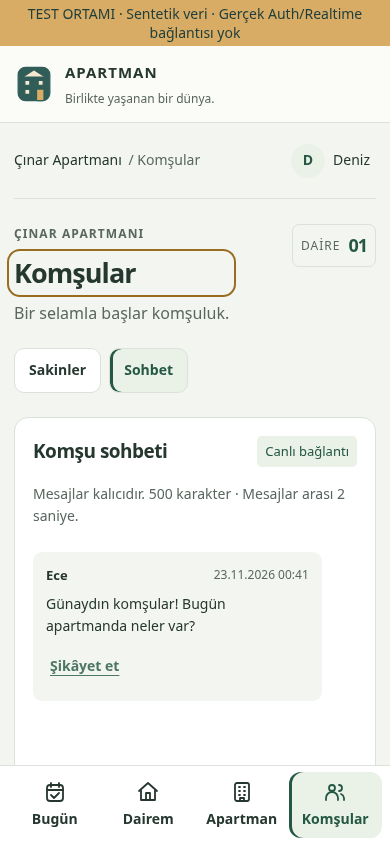 TEST ORTAMI · Sentetik veri · Gerçek Auth/Realtime
bağlantısı yok
APARTMAN
Birlikte yaşanan bir dünya.
Çınar Apartmanı / Komşular
D Deniz
ÇINAR APARTMANI
DAİRE 01
Komşular
Bir selamla başlar komşuluk.
Sakinler
Sohbet
Komşu sohbeti
Canlı bağlantı
Mesajlar kalıcıdır. 500 karakter · Mesajlar arası 2
saniye.
Ece
23.11.2026 00:41
Günaydın komşular! Bugün
apartmanda neler var?
Şikâyet et
Bugün
Dairem
Apartman
Komşular